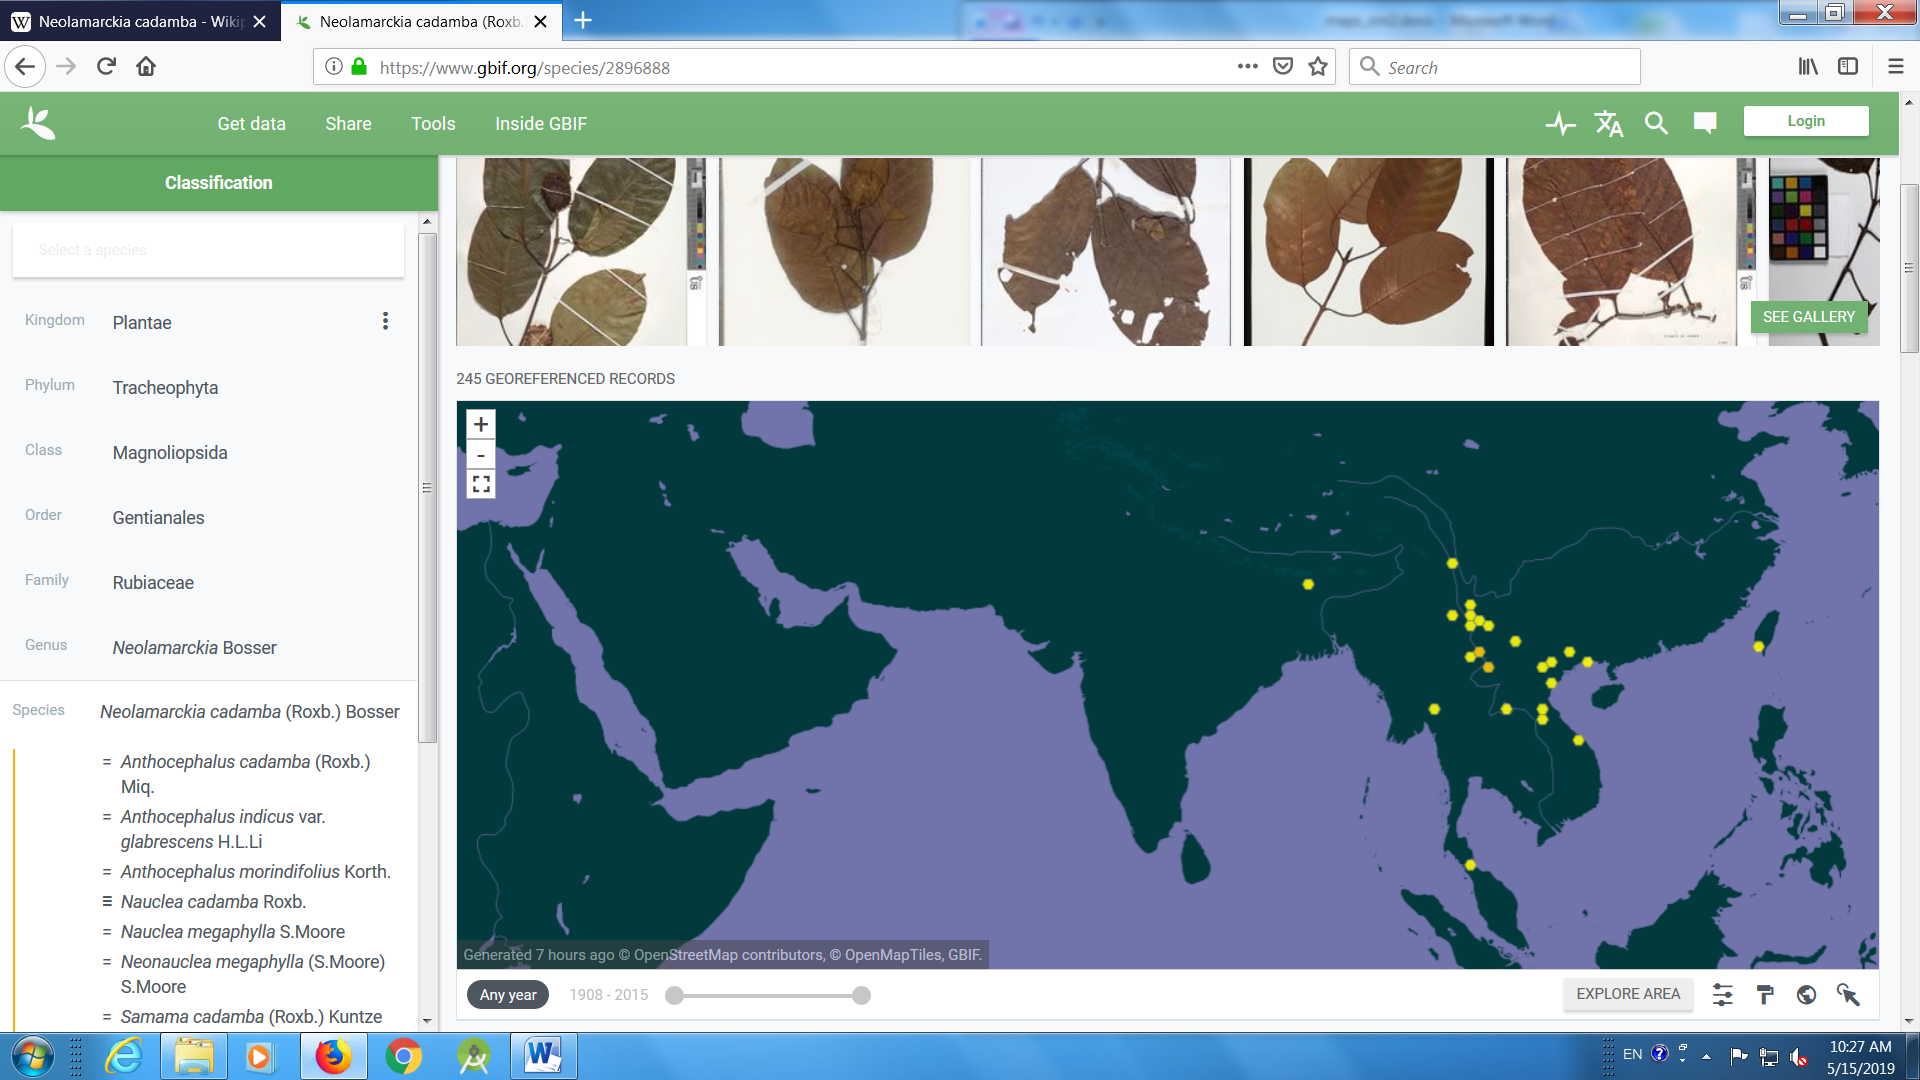 Neolamarckia cadamba - Wikip
Neolamarckia cadamba (Roxb.
https://www.gbif.org/species/2896888
Search
Get data
Share
Tools
Inside GBIF
Login
Classification
Select a species
Kingdom
Plantae
Phylum
Tracheophyta
Class
Magnoliopsida
Order
Gentianales
Family
Rubiaceae
Genus
Neolamarckia Bosser
Species
Neolamarckia cadamba (Roxb.) Bosser
= Anthocephalus cadamba (Roxb.)
Miq.
= Anthocephalus indicus var.
glabrescens H.L.Li
= Anthocephalus morindifolius Korth.
≡ Nauclea cadamba Roxb.
= Nauclea megaphylla S.Moore
= Neonauclea megaphylla (S.Moore)
S.Moore
= Samama cadamba (Roxb.) Kuntze
SEE GALLERY
245 GEOREFERENCED RECORDS
+
-
Generated 7 hours ago © OpenStreetMap contributors, © OpenMapTiles, GBIF.
Any year
1908 - 2015
EXPLORE AREA
EN
10:27 AM
5/15/2019